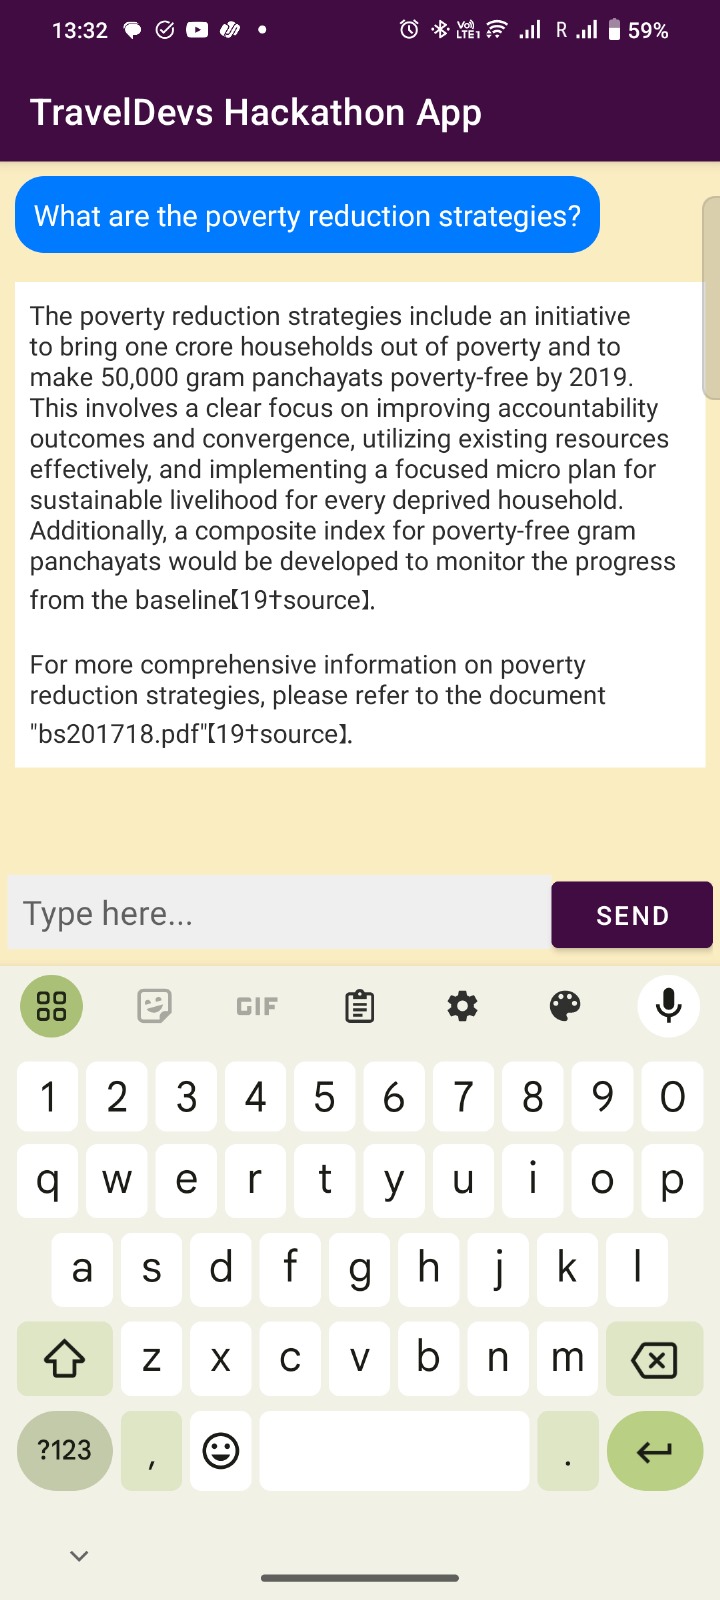 13:32
Vo) R 59%
LTE1
TravelDevs Hackathon App
What are the poverty reduction strategies?
The poverty reduction strategies include an initiative
to bring one crore households out of poverty and to
make 50,000 gram panchayats poverty-free by 2019.
This involves a clear focus on improving accountability
outcomes and convergence, utilizing existing resources
effectively, and implementing a focused micro plan for
sustainable livelihood for every deprived household.
Additionally, a composite index for poverty-free gram
panchayats would be developed to monitor the progress
from the baseline【19†source】.
For more comprehensive information on poverty
reduction strategies, please refer to the document
"bs201718.pdf"【19†source】.
Type here...
SEND
GIF
1 2 3 4 5 6 7 8 9 0
q w e r t y u i o p
a s d f g h j k l
z x c v b n m
?123 , .